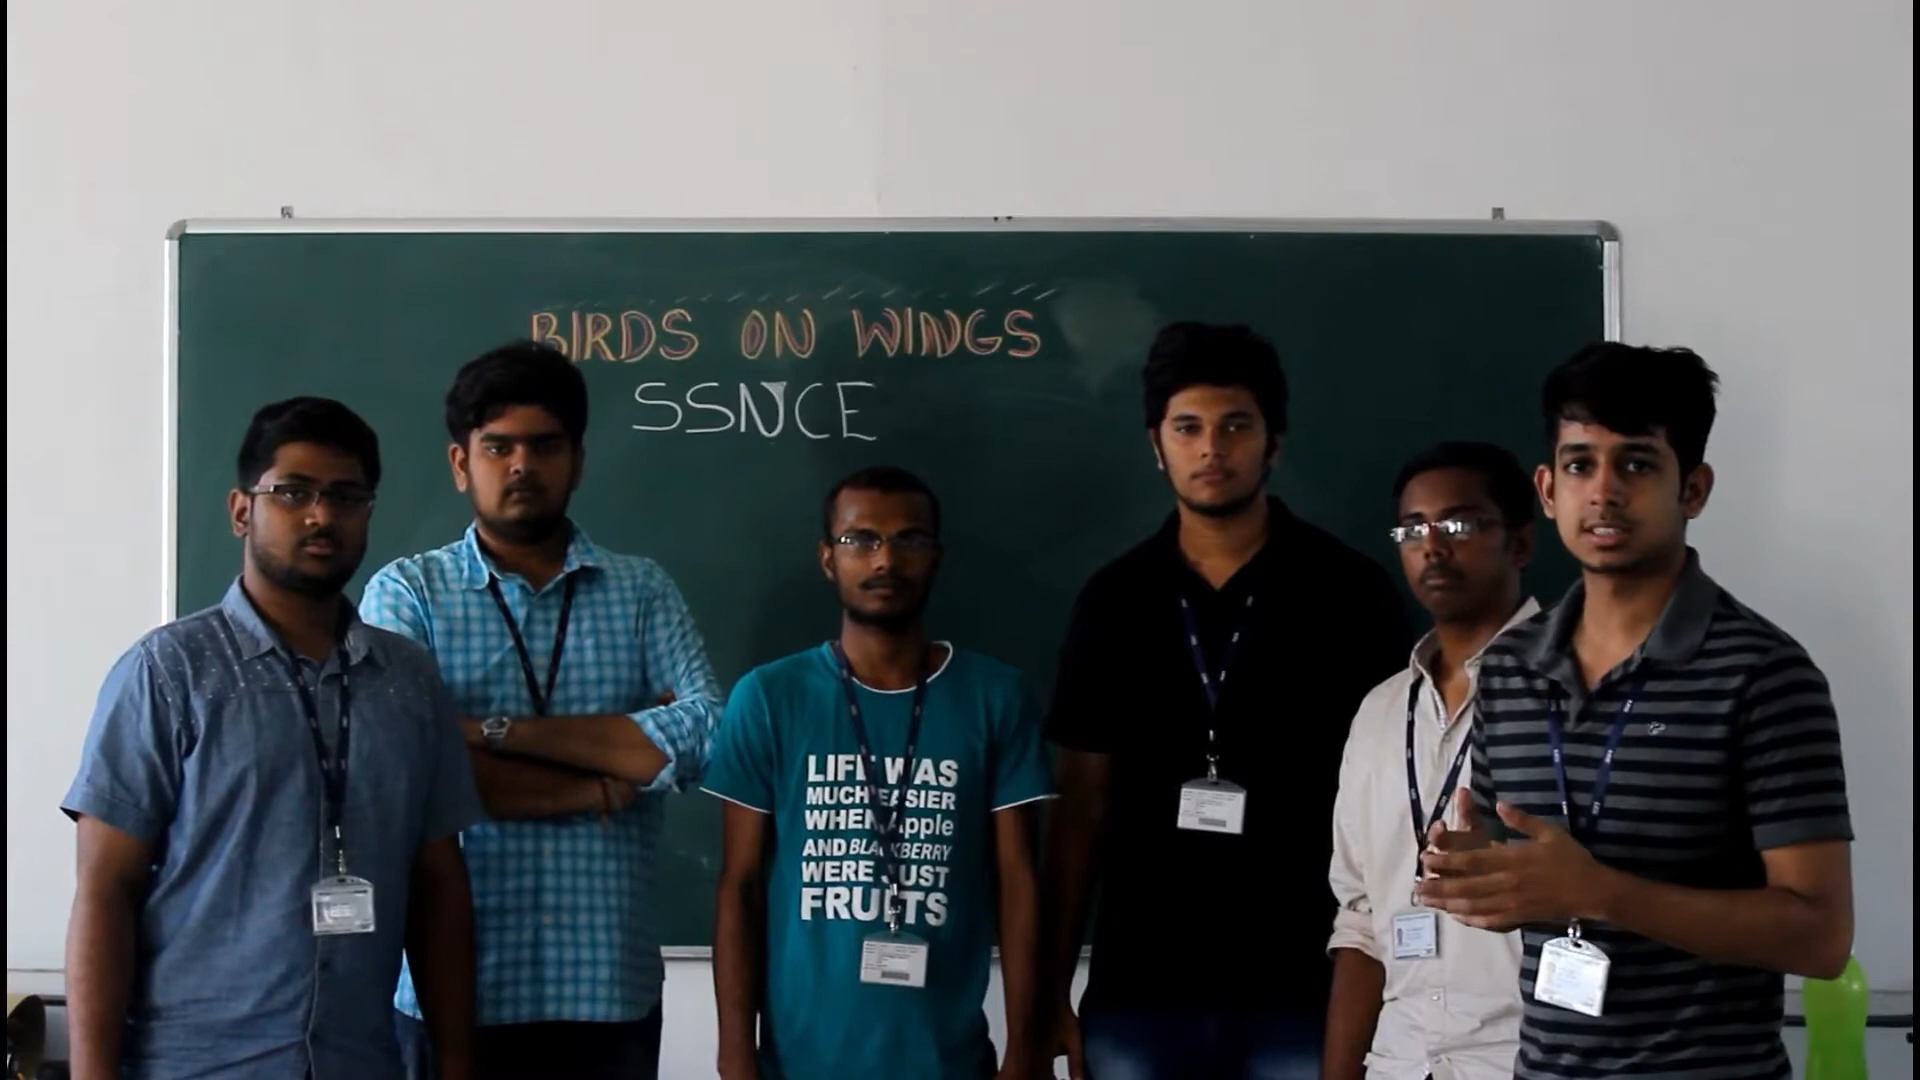 BIRDS ON WINGS
SSNCE
LIFE WAS
MUCH EASIER
WHEN Apple
AND BLACKBERRY
WERE JUST
FRUITS